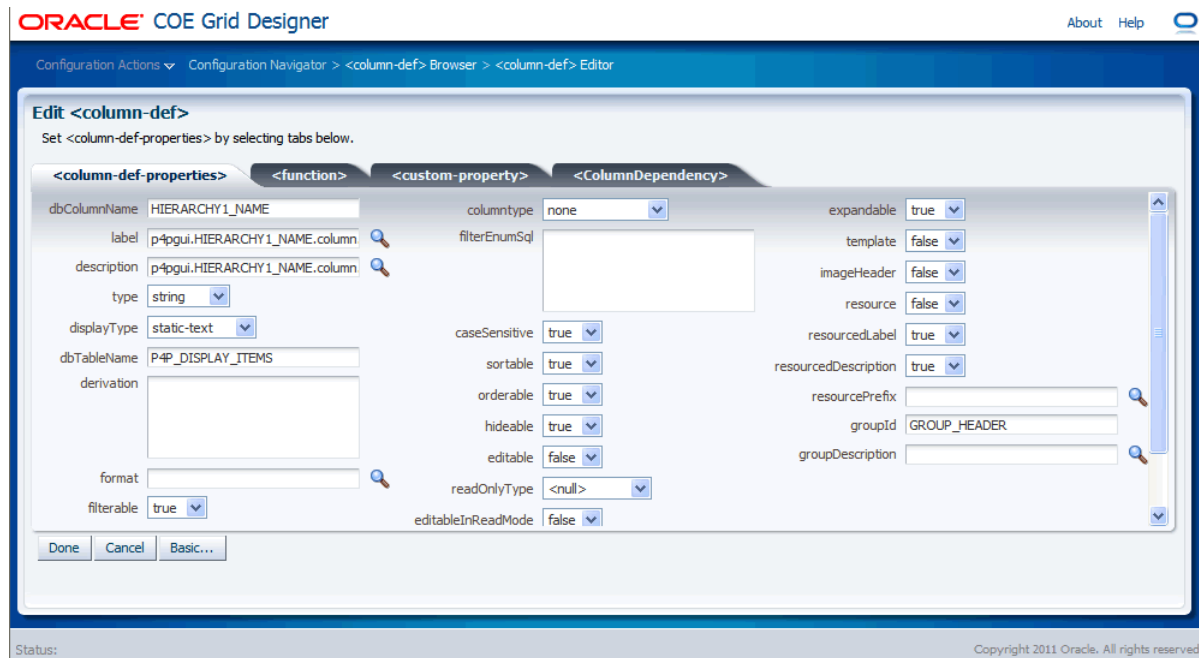 ORACLE COE Grid Designer
About Help
Configuration Actions Configuration Navigator > <column-def> Browser > <column-def> Editor
Edit <column-def>
Set <column-def-properties> by selecting tabs below.
<column-def-properties> <function> <custom-property> <ColumnDependency>
dbColumnName HIERARCHY1_NAME
label p4pgui.HIERARCHY1_NAME.column.
description p4pgui.HIERARCHY1_NAME.column.
type string
displayType static-text
dbTableName P4P_DISPLAY_ITEMS
derivation
format
filterable true
columntype none
filterEnumSql
caseSensitive true
sortable true
orderable true
hideable true
editable false
readOnlyType <null>
editableInReadMode false
expandable true
template false
imageHeader false
resource false
resourcedLabel true
resourcedDescription true
resourcePrefix
groupId GROUP_HEADER
groupDescription
Done Cancel Basic...
Status:
Copyright 2011 Oracle. All rights reserved